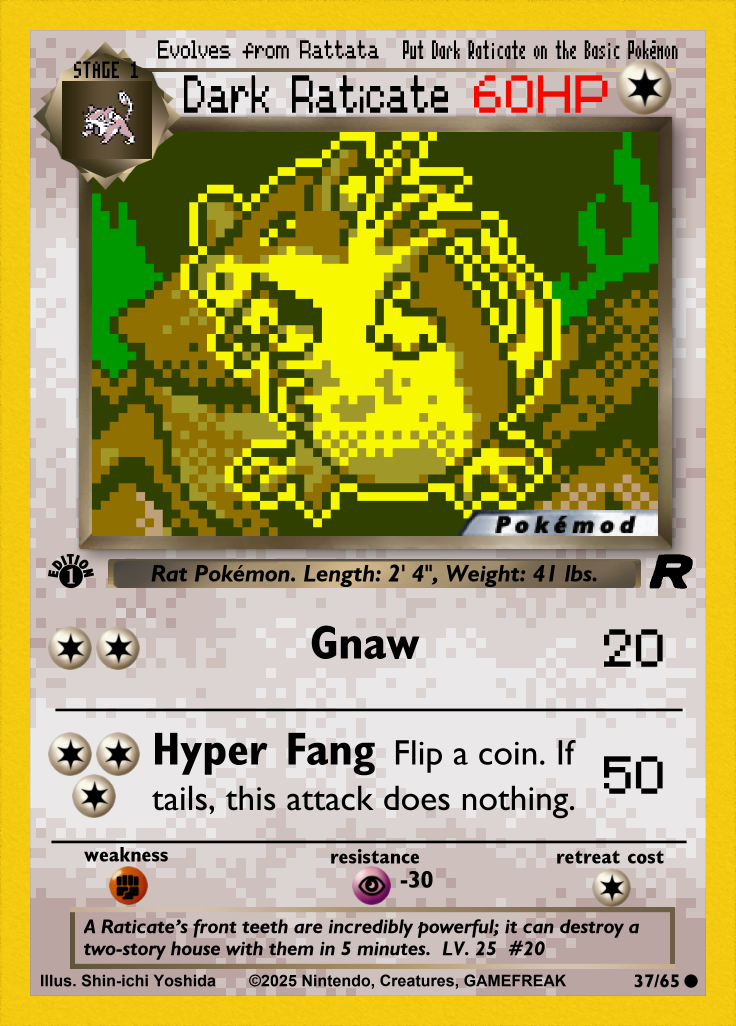 Evolves from Rattata Put Dark Raticate on the Basic Pokémon
STAGE 1
Dark Raticate 60HP
Pokémod
EDITION 1
Rat Pokémon. Length: 2' 4", Weight: 41 lbs.
R
Gnaw 20
Hyper Fang Flip a coin. If
tails, this attack does nothing.
50
weakness resistance retreat cost
-30
A Raticate's front teeth are incredibly powerful; it can destroy a
two-story house with them in 5 minutes. LV. 25 #20
Illus. Shin-ichi Yoshida ©2025 Nintendo, Creatures, GAMEFREAK 37/65